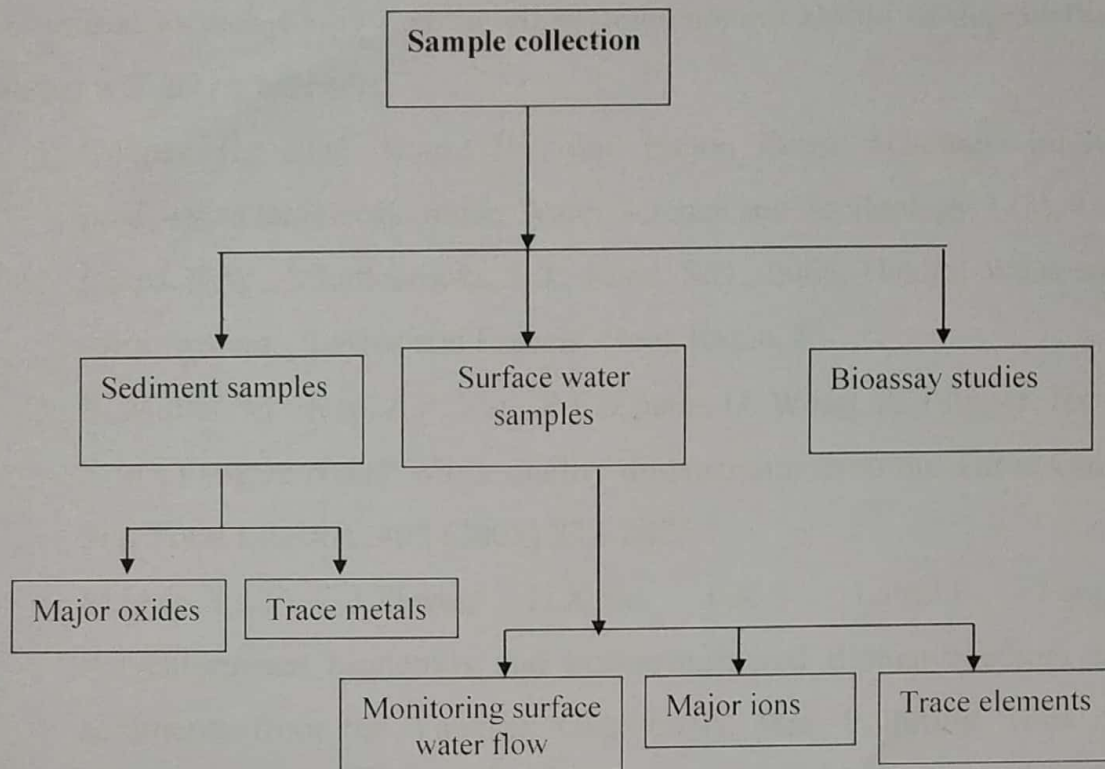 Sample collection
Sediment samples
Surface water
samples
Bioassay studies
Major oxides
Trace metals
Monitoring surface
water flow
Major ions
Trace elements